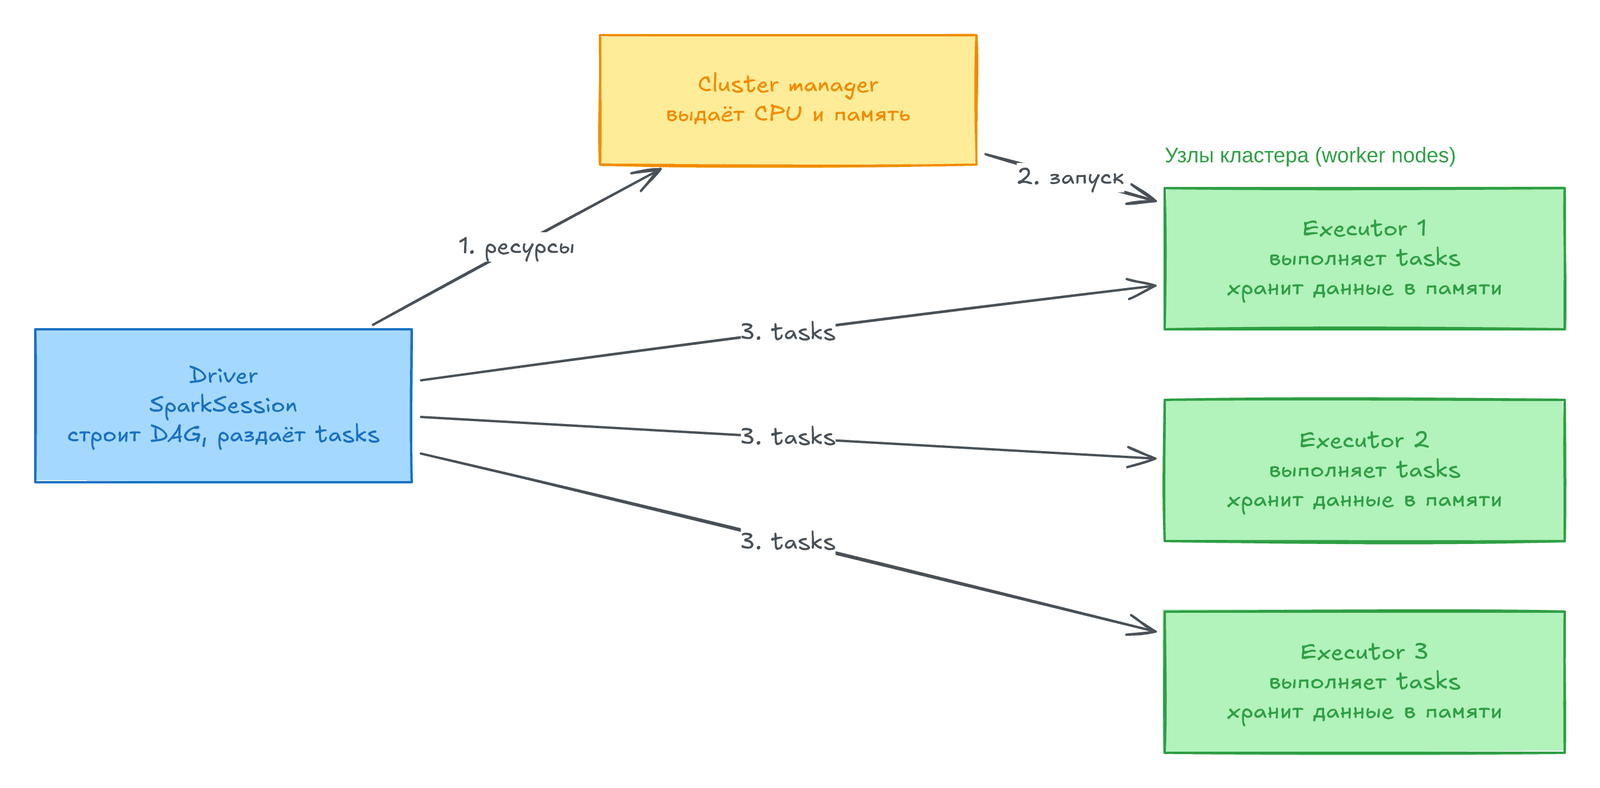 Cluster manager
выдаёт CPU и память
Узлы кластера (worker nodes)
2. запуск
1. ресурсы
Executor 1
выполняет tasks
хранит данные в памяти
3. tasks
Driver
SparkSession
строит DAG, раздаёт tasks
3. tasks
Executor 2
выполняет tasks
хранит данные в памяти
3. tasks
Executor 3
выполняет tasks
хранит данные в памяти